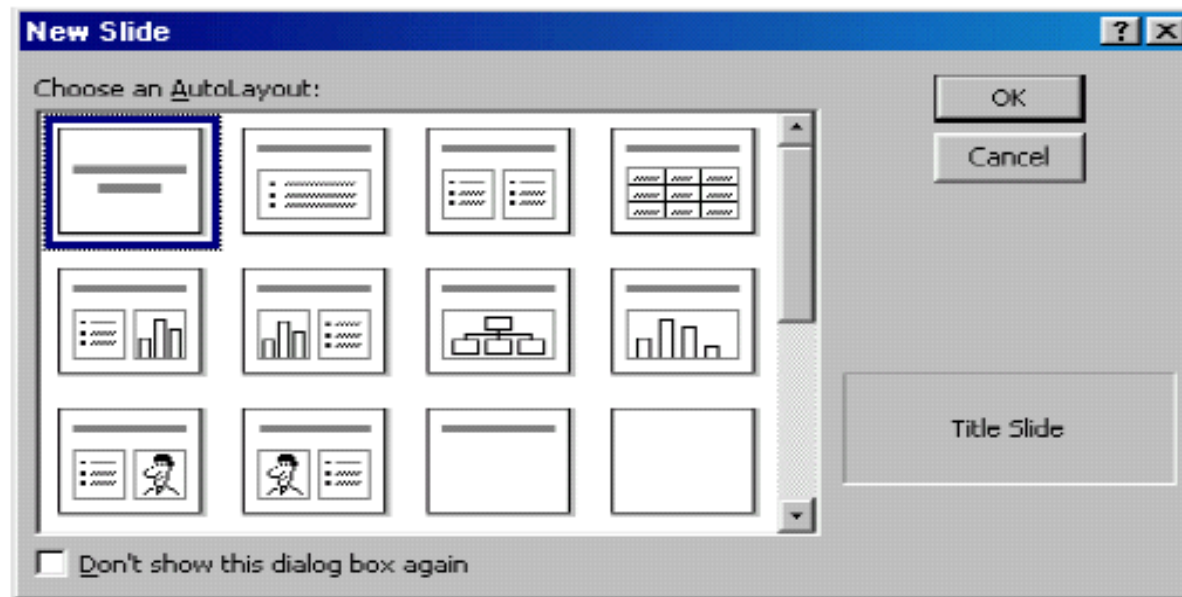 New Slide
Choose an AutoLayout:
OK
Cancel
Title Slide
Don't show this dialog box again